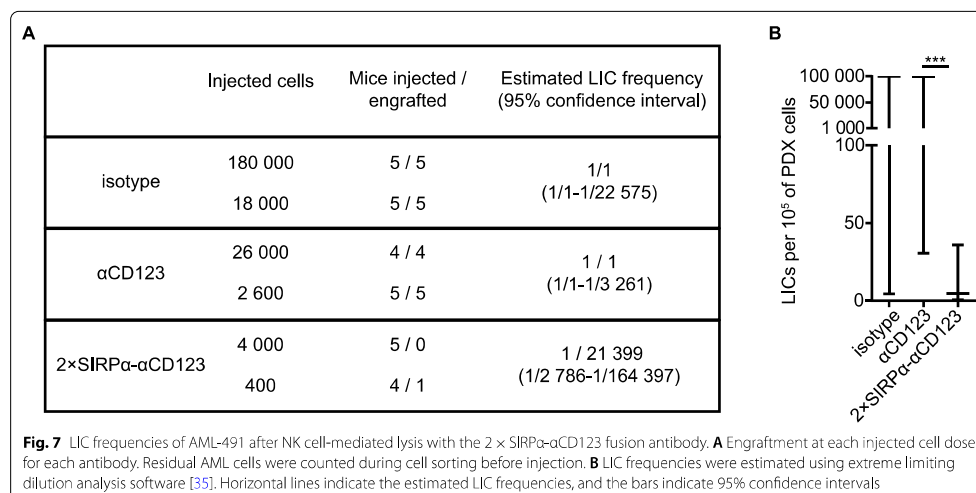 A
Injected cells
Mice injected / engrafted
Estimated LIC frequency (95% confidence interval)
isotype
180 000
5 / 5
18 000
5 / 5
1/1
(1/1-1/22 575)
αCD123
26 000
4 / 4
2 600
5 / 5
1 / 1
(1/1-1/3 261)
2×SIRPα-αCD123
4 000
5 / 0
400
4 / 1
1 / 21 399
(1/2 786-1/164 397)
B
***
LICs per 10⁵ of PDX cells
100 000
50 000
1 000
100
50
0
isotype
αCD123
2×SIRPα-αCD123
Fig. 7 LIC frequencies of AML-491 after NK cell-mediated lysis with the 2 × SIRPα-αCD123 fusion antibody. A Engraftment at each injected cell dose
for each antibody. Residual AML cells were counted during cell sorting before injection. B LIC frequencies were estimated using extreme limiting
dilution analysis software [35]. Horizontal lines indicate the estimated LIC frequencies, and the bars indicate 95% confidence intervals